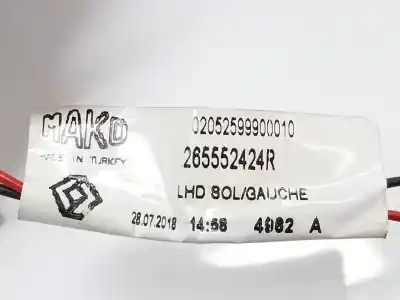 MAKO
02052599900010
MADE IN TURKEY
265552424R
LHD SOL/GAUCHE
28.07.2018 14:58 4982 A